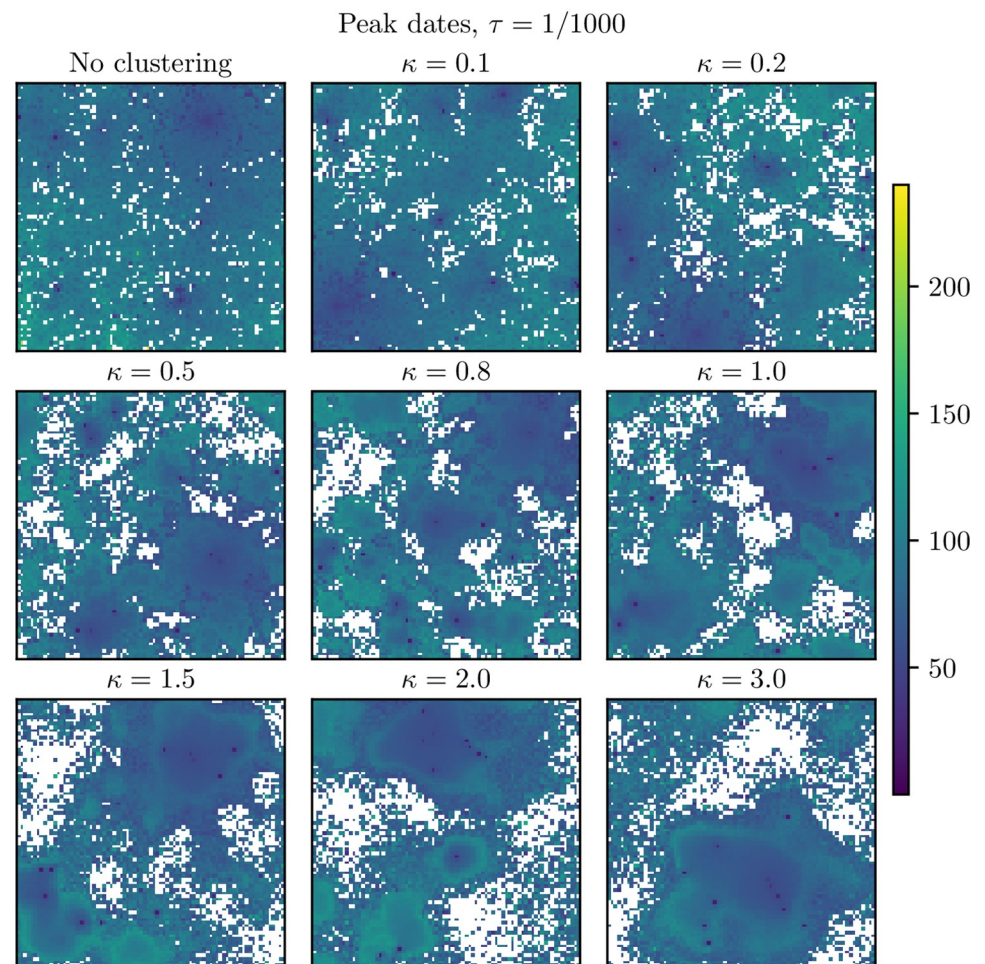 Peak dates, τ = 1/1000
No clustering
κ = 0.1
κ = 0.2
κ = 0.5
κ = 0.8
κ = 1.0
κ = 1.5
κ = 2.0
κ = 3.0
200
150
100
50